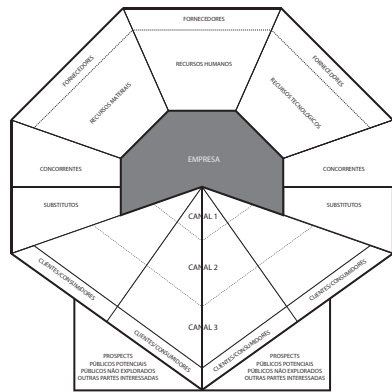 FORNECEDORES
FORNECEDORES
FORNECEDORES
RECURSOS HUMANOS
RECURSOS MATERIAIS
RECURSOS TECNOLÓGICOS
EMPRESA
CONCORRENTES
CONCORRENTES
SUBSTITUTOS
SUBSTITUTOS
CANAL 1
CANAL 2
CANAL 3
CLIENTES/CONSUMIDORES
CLIENTES/CONSUMIDORES
CLIENTES/CONSUMIDORES
CLIENTES/CONSUMIDORES
PROSPECTS
PÚBLICOS POTENCIAIS
PÚBLICOS NÃO EXPLORADOS
OUTRAS PARTES INTERESSADAS
PROSPECTS
PÚBLICOS POTENCIAIS
PÚBLICOS NÃO EXPLORADOS
OUTRAS PARTES INTERESSADAS